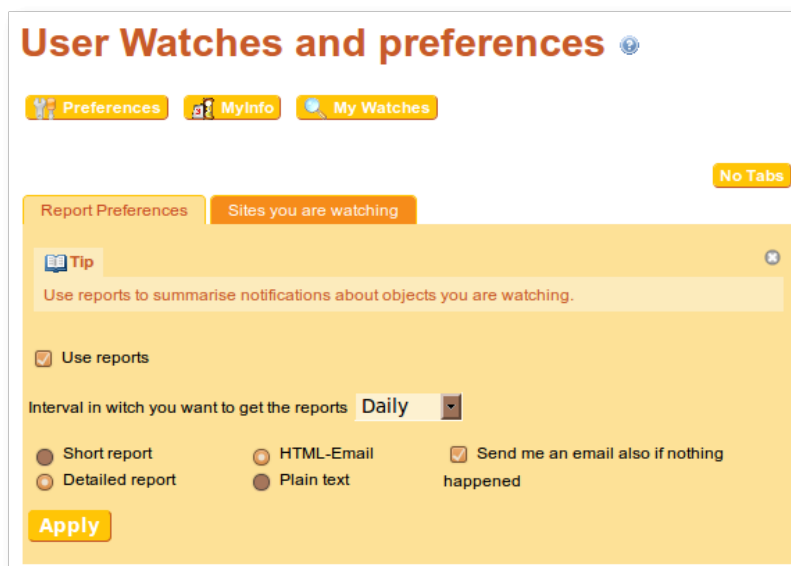 User Watches and preferences
Preferences MyInfo My Watches
No Tabs
Report Preferences Sites you are watching
Tip
Use reports to summarise notifications about objects you are watching.
Use reports
Interval in witch you want to get the reports Daily
Short report HTML-Email Send me an email also if nothing
Detailed report Plain text happened
Apply